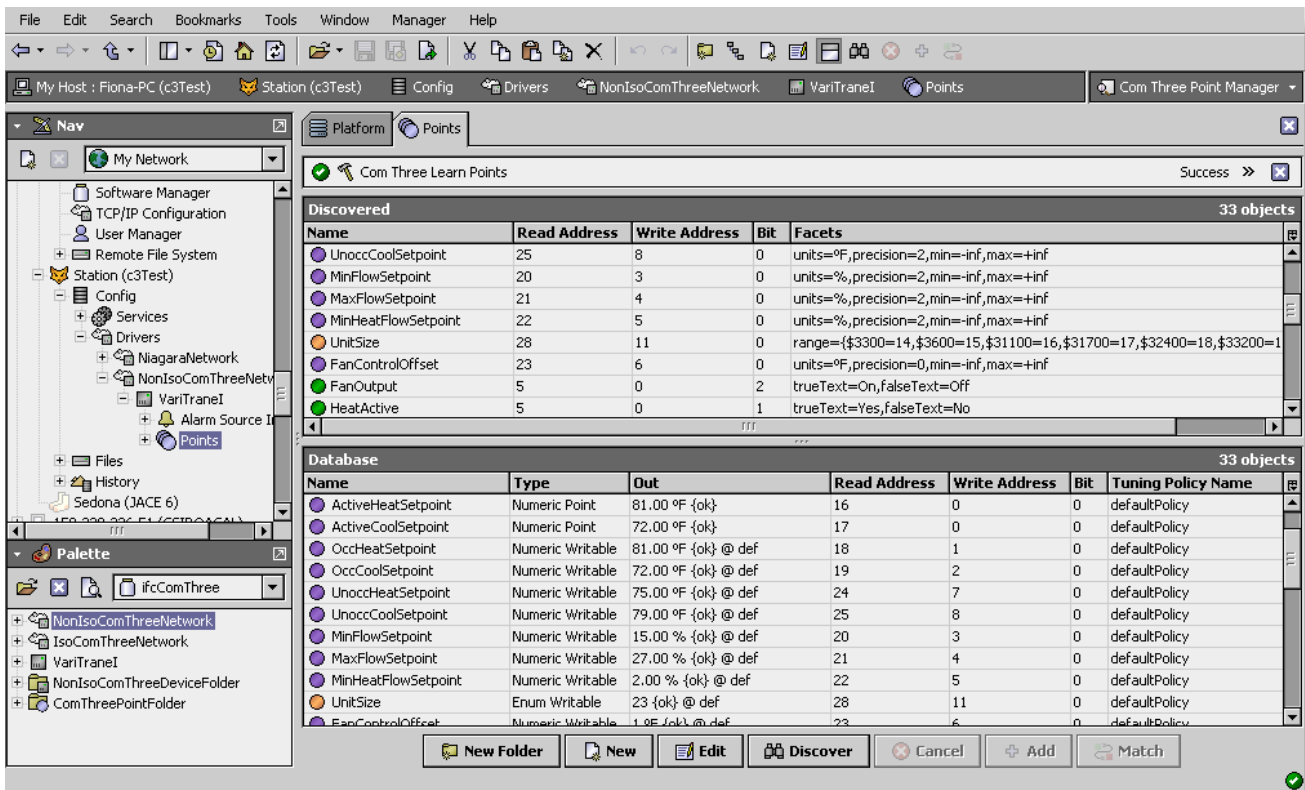 File Edit Search Bookmarks Tools Window Manager Help
My Host : Fiona-PC (c3Test) Station (c3Test) Config Drivers NonIsoComThreeNetwork VariTraneI Points Com Three Point Manager
Nav
My Network
Software Manager
TCP/IP Configuration
User Manager
Remote File System
Station (c3Test)
Config
Services
Drivers
NiagaraNetwork
NonIsoComThreeNetw
VariTraneI
Alarm Source I
Points
Files
History
Sedona (JACE 6)
Palette
ifcComThree
NonIsoComThreeNetwork
IsoComThreeNetwork
VariTraneI
NonIsoComThreeDeviceFolder
ComThreePointFolder
Platform Points
Com Three Learn Points Success »
Discovered 33 objects
Name Read Address Write Address Bit Facets
UnoccCoolSetpoint 25 8 0 units=ºF,precision=2,min=-inf,max=+inf
MinFlowSetpoint 20 3 0 units=%,precision=2,min=-inf,max=+inf
MaxFlowSetpoint 21 4 0 units=%,precision=2,min=-inf,max=+inf
MinHeatFlowSetpoint 22 5 0 units=%,precision=2,min=-inf,max=+inf
UnitSize 28 11 0 range={$3300=14,$3600=15,$31100=16,$31700=17,$32400=18,$33200=1
FanControlOffset 23 6 0 units=ºF,precision=0,min=-inf,max=+inf
FanOutput 5 0 2 trueText=On,falseText=Off
HeatActive 5 0 1 trueText=Yes,falseText=No
Database 33 objects
Name Type Out Read Address Write Address Bit Tuning Policy Name
ActiveHeatSetpoint Numeric Point 81.00 ºF {ok} 16 0 0 defaultPolicy
ActiveCoolSetpoint Numeric Point 72.00 ºF {ok} 17 0 0 defaultPolicy
OccHeatSetpoint Numeric Writable 81.00 ºF {ok} @ def 18 1 0 defaultPolicy
OccCoolSetpoint Numeric Writable 72.00 ºF {ok} @ def 19 2 0 defaultPolicy
UnoccHeatSetpoint Numeric Writable 75.00 ºF {ok} @ def 24 7 0 defaultPolicy
UnoccCoolSetpoint Numeric Writable 79.00 ºF {ok} @ def 25 8 0 defaultPolicy
MinFlowSetpoint Numeric Writable 15.00 % {ok} @ def 20 3 0 defaultPolicy
MaxFlowSetpoint Numeric Writable 27.00 % {ok} @ def 21 4 0 defaultPolicy
MinHeatFlowSetpoint Numeric Writable 2.00 % {ok} @ def 22 5 0 defaultPolicy
UnitSize Enum Writable 23 {ok} @ def 28 11 0 defaultPolicy
FanControlOffset Numeric Writable 1 ºF {ok} @ def 23 6 0 defaultPolicy
New Folder New Edit Discover Cancel Add Match